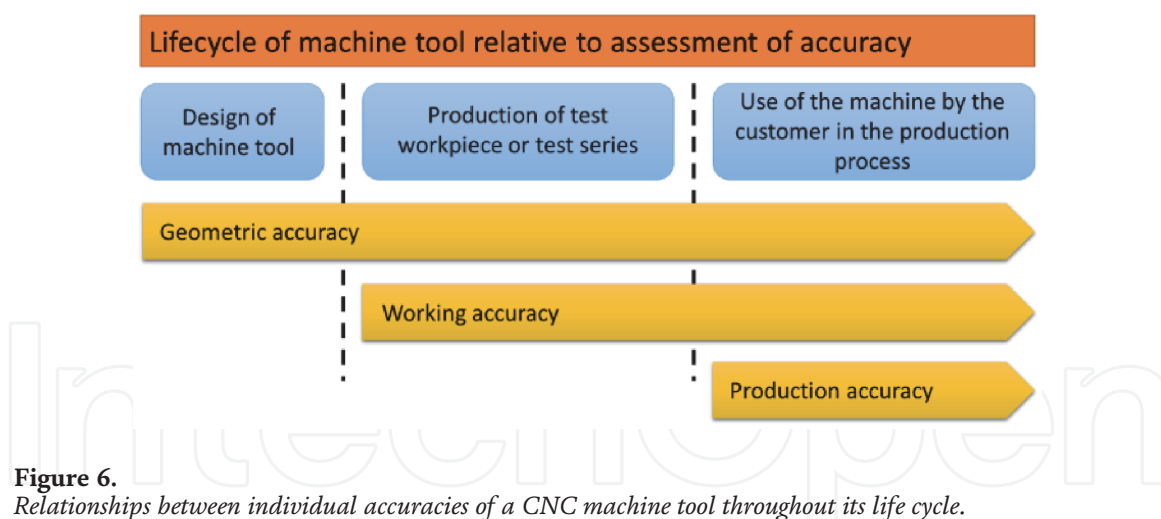 Lifecycle of machine tool relative to assessment of accuracy
Design of
machine tool
Production of test
workpiece or test series
Use of the machine by the
customer in the production
process
Geometric accuracy
Working accuracy
Production accuracy
IntechOpen
Figure 6.
Relationships between individual accuracies of a CNC machine tool throughout its life cycle.